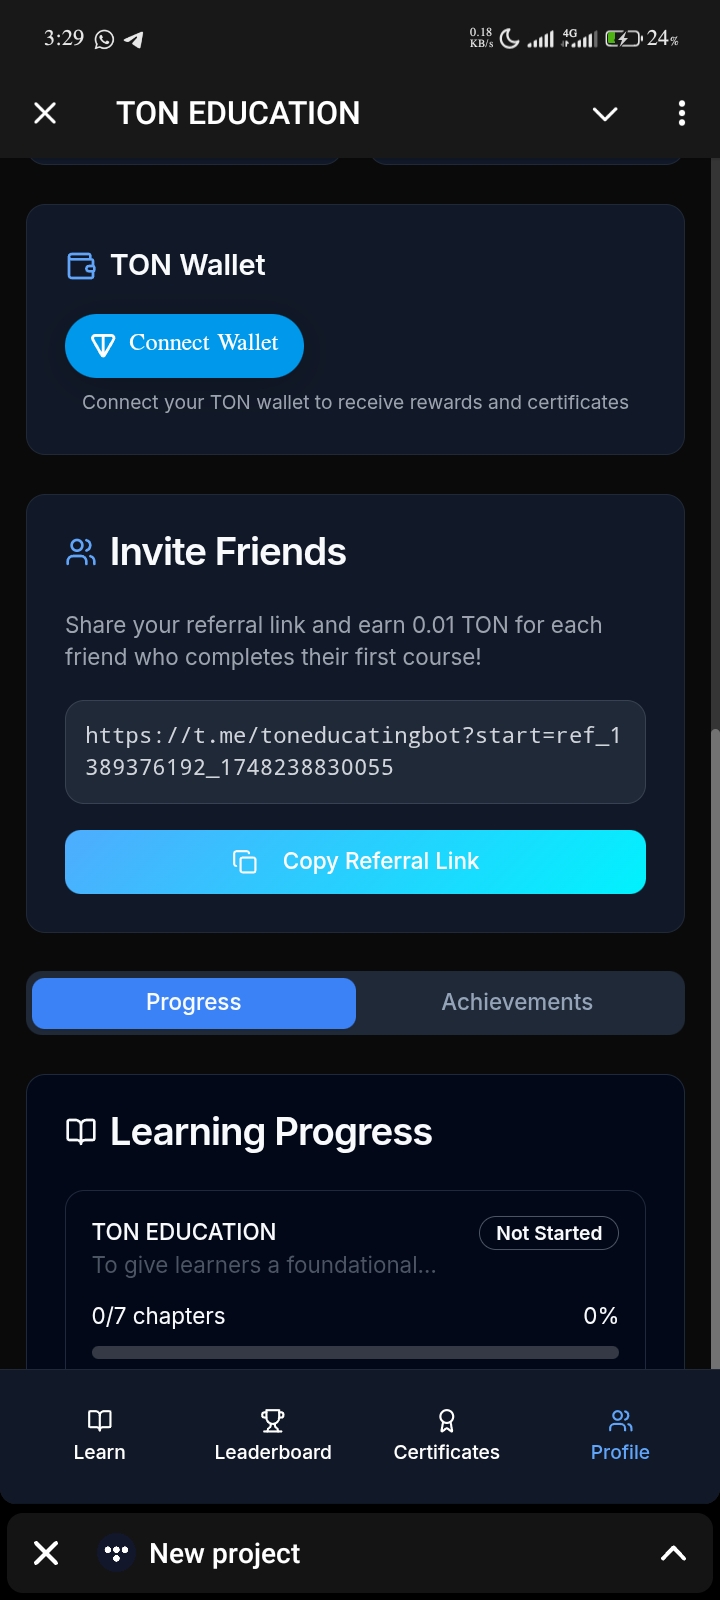 3:29
0.18
KB/s
4G
24%
TON EDUCATION
TON Wallet
Connect Wallet
Connect your TON wallet to receive rewards and certificates
Invite Friends
Share your referral link and earn 0.01 TON for each
friend who completes their first course!
https://t.me/toneducatingbot?start=ref_1
389376192_1748238830055
Copy Referral Link
Progress
Achievements
Learning Progress
TON EDUCATION
Not Started
To give learners a foundational...
0/7 chapters
0%
Learn
Leaderboard
Certificates
Profile
New project